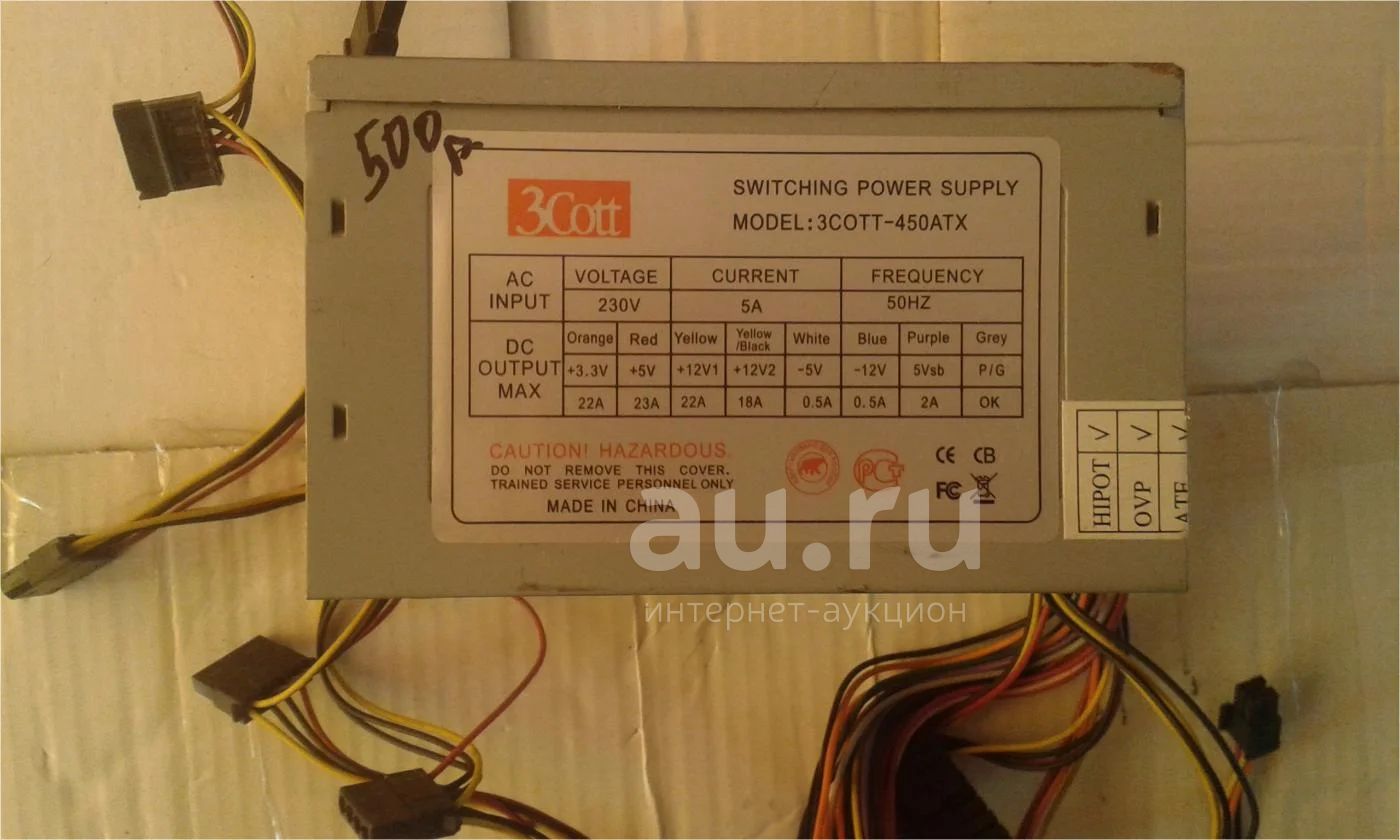 500р
3Cott
SWITCHING POWER SUPPLY
MODEL:3COTT-450ATX
AC INPUT
VOLTAGE CURRENT FREQUENCY
230V 5A 50HZ
DC OUTPUT MAX
Orange Red Yellow Yellow/Black White Blue Purple Grey
+3.3V +5V +12V1 +12V2 -5V -12V 5Vsb P/G
22A 23A 22A 18A 0.5A 0.5A 2A OK
CAUTION! HAZARDOUS.
DO NOT REMOVE THIS COVER.
TRAINED SERVICE PERSONNEL ONLY
MADE IN CHINA
РСТ
CE CB
FC
HIPOT √
OVP √
ATE √
au.ru
интернет-аукцион